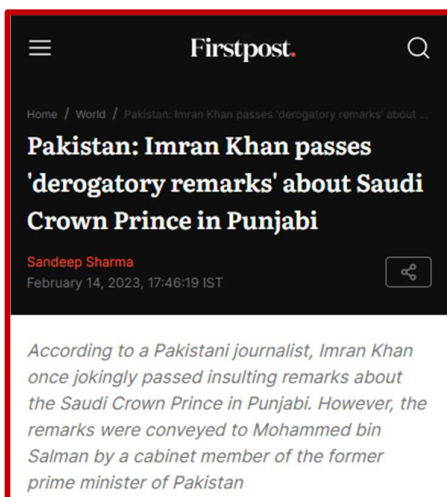 Firstpost.
Home / World / Pakistan: Imran Khan passes 'derogatory remarks' about ...
Pakistan: Imran Khan passes
'derogatory remarks' about Saudi
Crown Prince in Punjabi
Sandeep Sharma
February 14, 2023, 17:46:19 IST
According to a Pakistani journalist, Imran Khan
once jokingly passed insulting remarks about
the Saudi Crown Prince in Punjabi. However, the
remarks were conveyed to Mohammed bin
Salman by a cabinet member of the former
prime minister of Pakistan